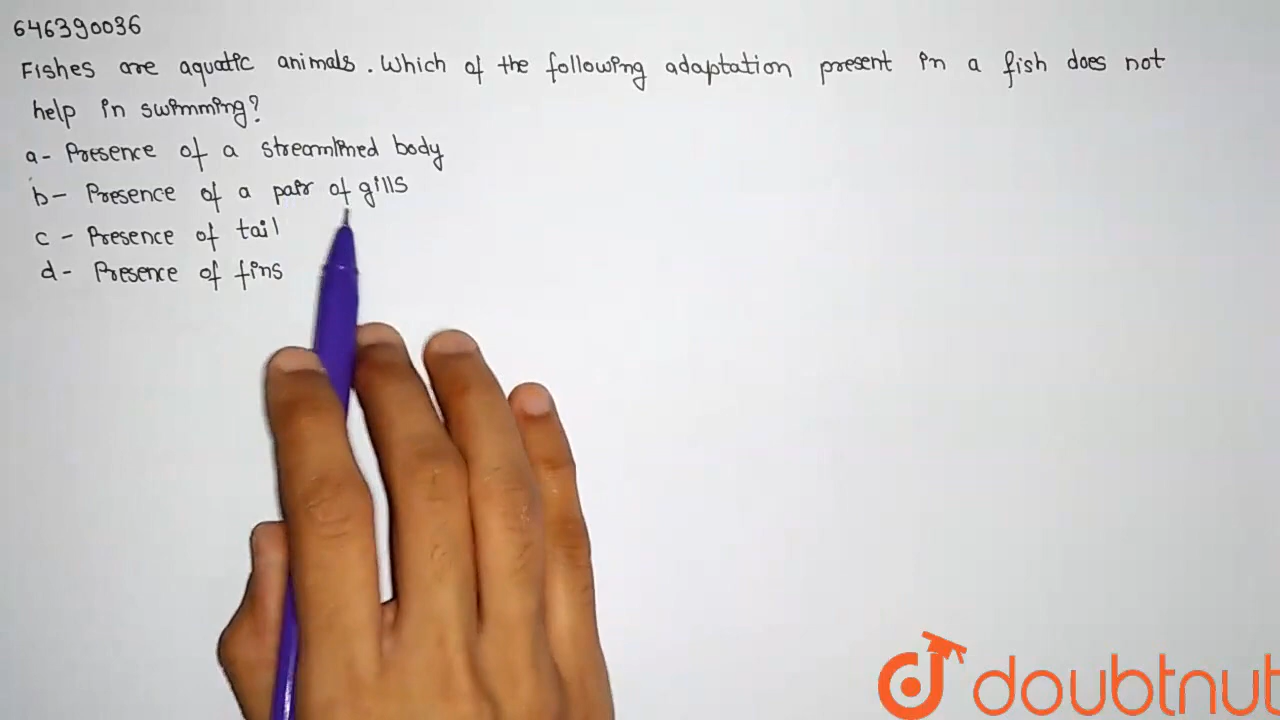 646390036
Fishes are aquatic animals. Which of the following adaptation present in a fish does not
help in swimming?
a- Presence of a streamlined body
b- Presence of a pair of gills
c- Presence of tail
d- Presence of fins
doubtnut